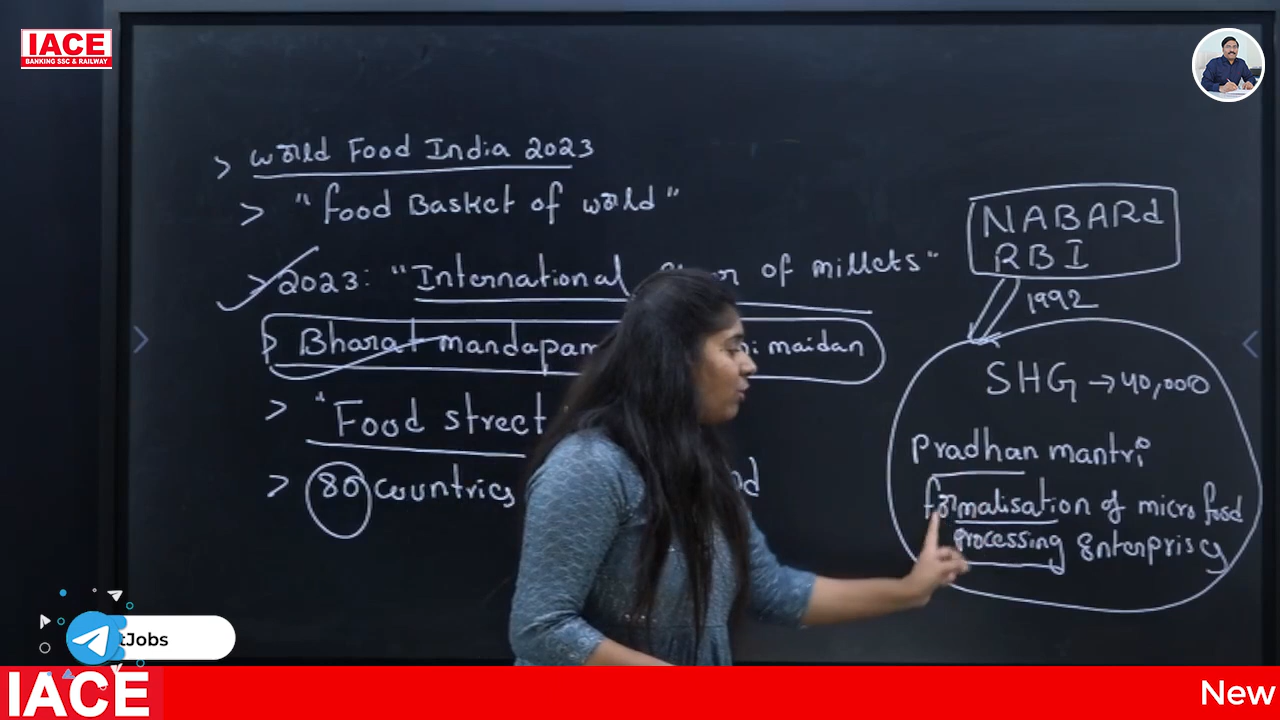 IACE
BANKING SSC & RAILWAY
> World Food India 2023
> "Food Basket of world"
> 2023: "International of millets"
> Bharat mandapam maidan
> "Food street
> 80 countries
NABARd
RBI
1992
SHG → 40,000
Pradhan mantri
formalisation of micro food
processing Enterprises
tJobs
IACE
New